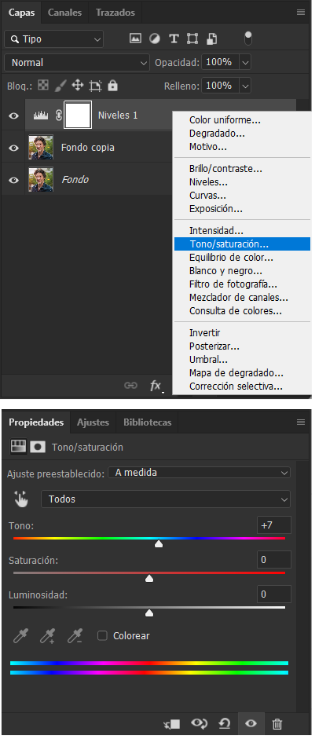 Capas Canales Trazados
Tipo
Normal Opacidad: 100%
Bloq.: Relleno: 100%
Niveles 1
Fondo copia
Fondo
fx
Color uniforme...
Degradado...
Motivo...
Brillo/contraste...
Niveles...
Curvas...
Exposición...
Intensidad...
Tono/saturación...
Equilibrio de color...
Blanco y negro...
Filtro de fotografía...
Mezclador de canales...
Consulta de colores...
Invertir
Posterizar...
Umbral...
Mapa de degradado...
Corrección selectiva...
Propiedades Ajustes Bibliotecas
Tono/saturación
Ajuste preestablecido: A medida
Todos
Tono: +7
Saturación: 0
Luminosidad: 0
Colorear